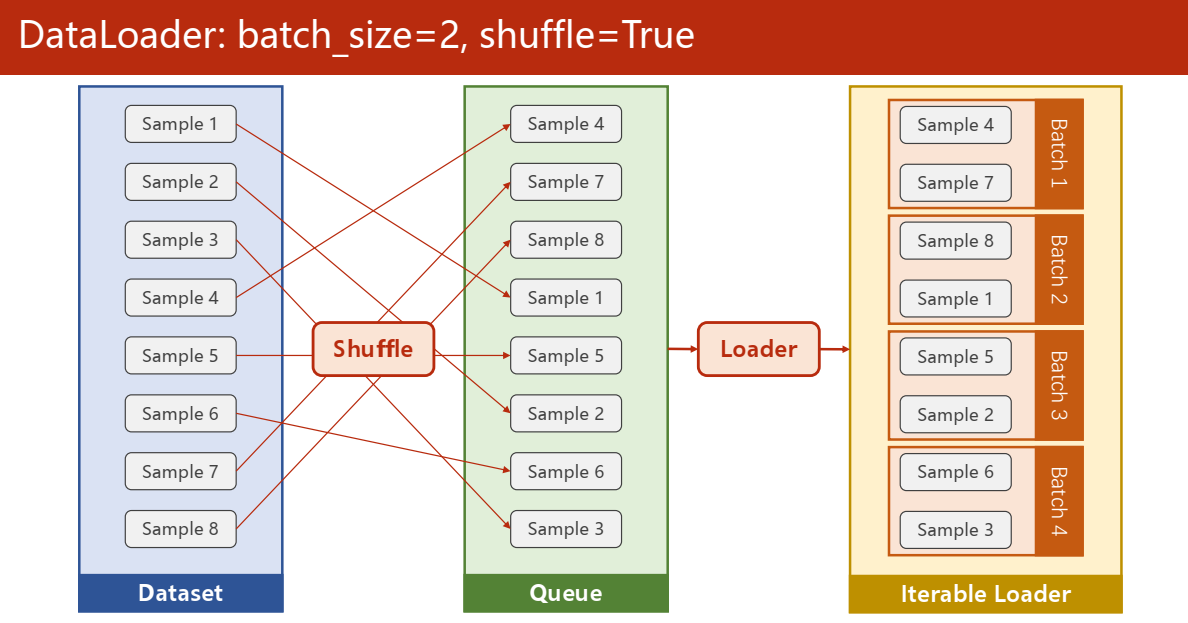 DataLoader: batch_size=2, shuffle=True
Sample 1
Sample 2
Sample 3
Sample 4
Sample 5
Sample 6
Sample 7
Sample 8
Dataset
Shuffle
Sample 4
Sample 7
Sample 8
Sample 1
Sample 5
Sample 2
Sample 6
Sample 3
Queue
Loader
Sample 4
Sample 7
Batch 1
Sample 8
Sample 1
Batch 2
Sample 5
Sample 2
Batch 3
Sample 6
Sample 3
Batch 4
Iterable Loader